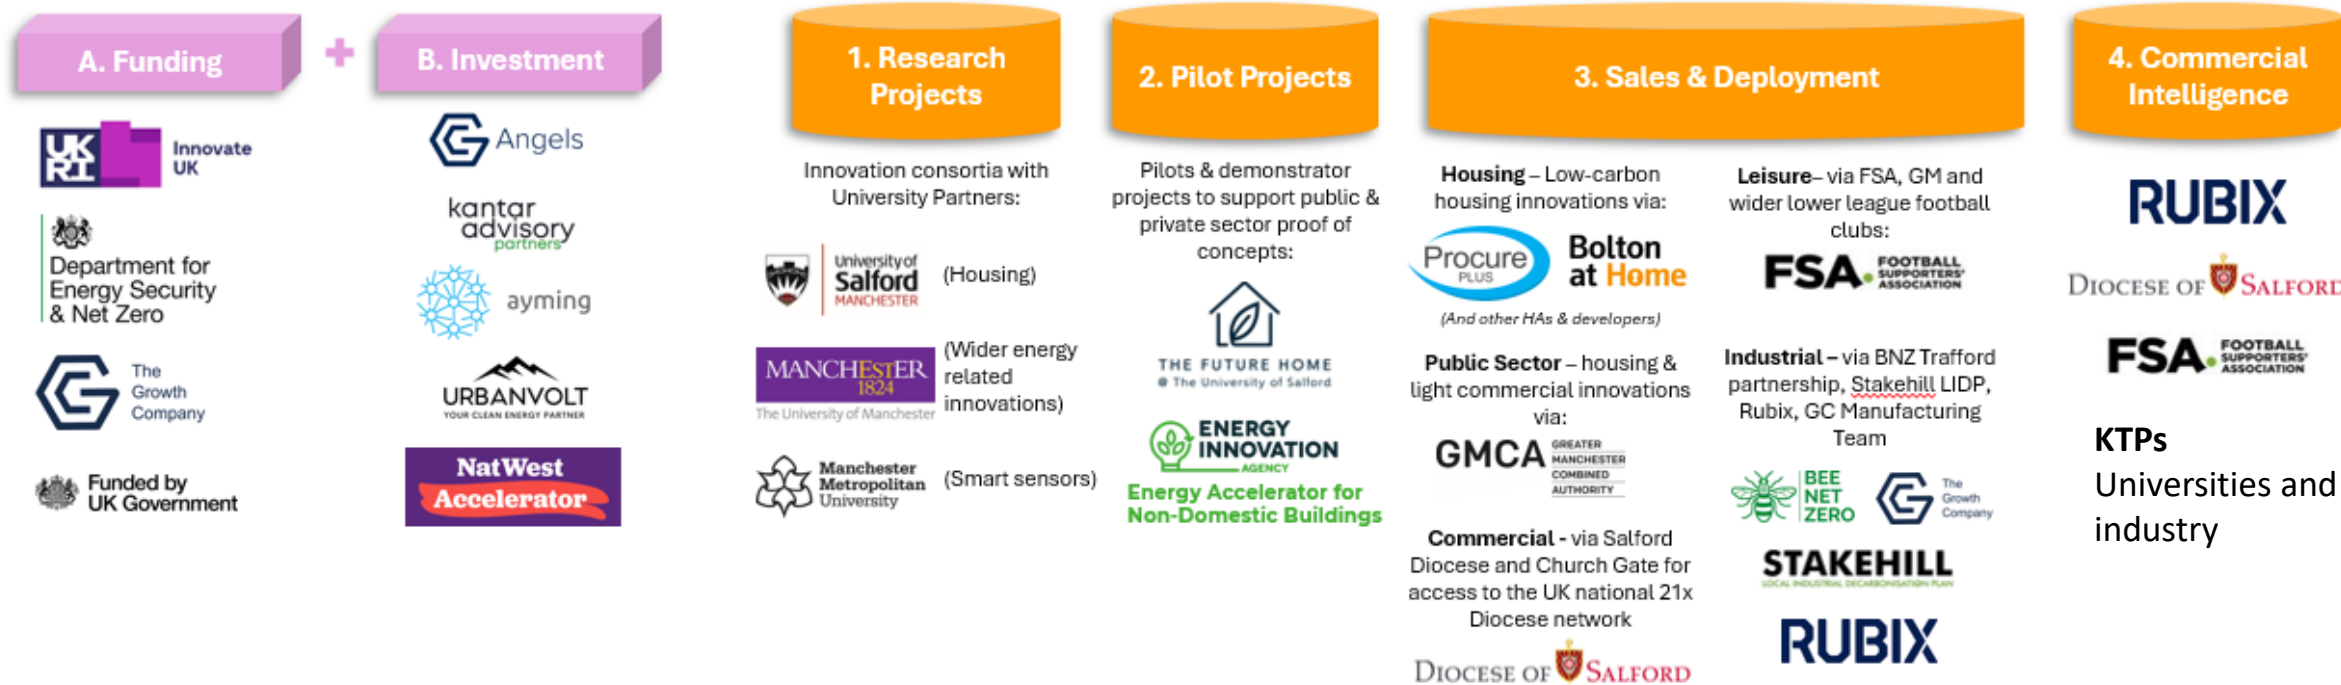 A. Funding
+
B. Investment
UK
RI
Innovate
UK
Department for
Energy Security
& Net Zero
The
Growth
Company
Funded by
UK Government
Angels
kantar
advisory
partners
ayming
URBANVOLT
YOUR CLEAN ENERGY PARTNER
NatWest
Accelerator
1. Research
Projects
Innovation consortia with
University Partners:
University of
Salford
MANCHESTER
(Housing)
MANCHESTER
1824
The University of Manchester
(Wider energy
related
innovations)
Manchester
Metropolitan
University
(Smart sensors)
2. Pilot Projects
Pilots & demonstrator
projects to support public &
private sector proof of
concepts:
THE FUTURE HOME
@ The University of Salford
ENERGY
INNOVATION
AGENCY
Energy Accelerator for
Non-Domestic Buildings
3. Sales & Deployment
Housing – Low-carbon
housing innovations via:
Procure
PLUS
Bolton
at Home
(And other HAs & developers)
Public Sector – housing &
light commercial innovations
via:
GMCA
GREATER
MANCHESTER
COMBINED
AUTHORITY
Commercial - via Salford
Diocese and Church Gate for
access to the UK national 21x
Diocese network
DIOCESE OF SALFORD
Leisure– via FSA, GM and
wider lower league football
clubs:
FSA
FOOTBALL
SUPPORTERS'
ASSOCIATION
Industrial – via BNZ Trafford
partnership, Stakehill LIDP,
Rubix, GC Manufacturing
Team
BEE
NET
ZERO
The
Growth
Company
STAKEHILL
LOCAL INDUSTRIAL DECARBONISATION PLAN
RUBIX
4. Commercial
Intelligence
RUBIX
DIOCESE OF SALFORD
FSA
FOOTBALL
SUPPORTERS'
ASSOCIATION
KTPs
Universities and
industry